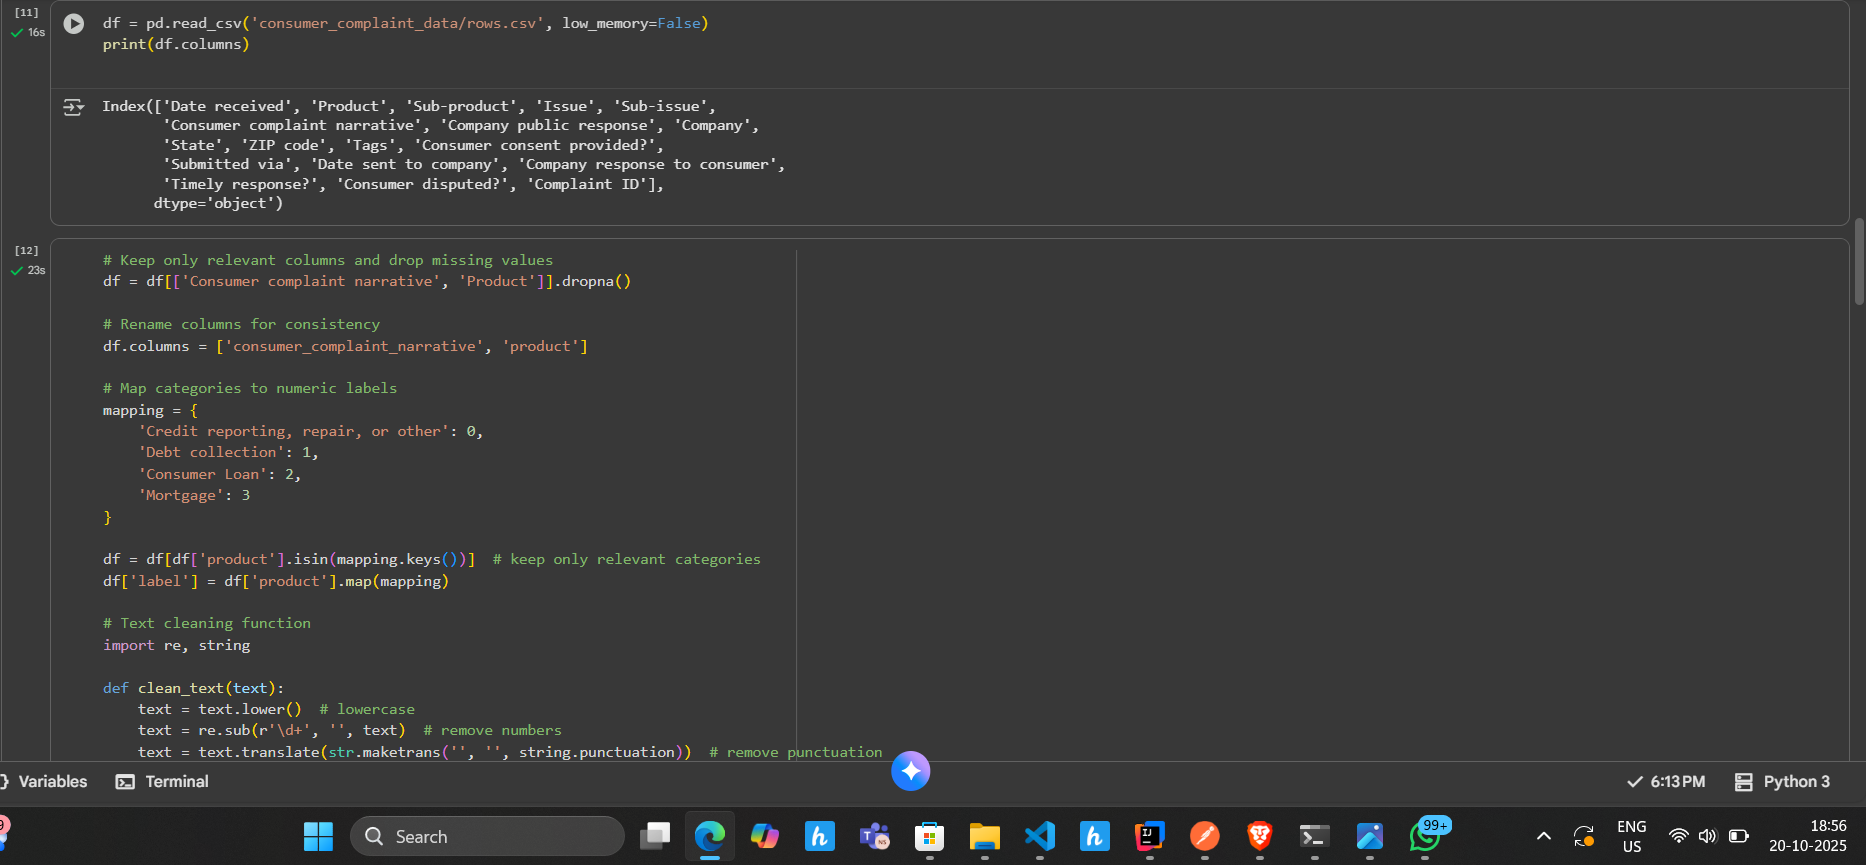 [11]
16s
df = pd.read_csv('consumer_complaint_data/rows.csv', low_memory=False)
print(df.columns)
Index(['Date received', 'Product', 'Sub-product', 'Issue', 'Sub-issue',
'Consumer complaint narrative', 'Company public response', 'Company',
'State', 'ZIP code', 'Tags', 'Consumer consent provided?',
'Submitted via', 'Date sent to company', 'Company response to consumer',
'Timely response?', 'Consumer disputed?', 'Complaint ID'],
dtype='object')
[12]
23s
# Keep only relevant columns and drop missing values
df = df[['Consumer complaint narrative', 'Product']].dropna()
# Rename columns for consistency
df.columns = ['consumer_complaint_narrative', 'product']
# Map categories to numeric labels
mapping = {
'Credit reporting, repair, or other': 0,
'Debt collection': 1,
'Consumer Loan': 2,
'Mortgage': 3
}
df = df[df['product'].isin(mapping.keys())]  # keep only relevant categories
df['label'] = df['product'].map(mapping)
# Text cleaning function
import re, string
def clean_text(text):
text = text.lower()  # lowercase
text = re.sub(r'\d+', '', text)  # remove numbers
text = text.translate(str.maketrans('', '', string.punctuation))  # remove punctuation
Variables
Terminal
6:13 PM
Python 3
9
Search
99+
ENG
US
18:56
20-10-2025